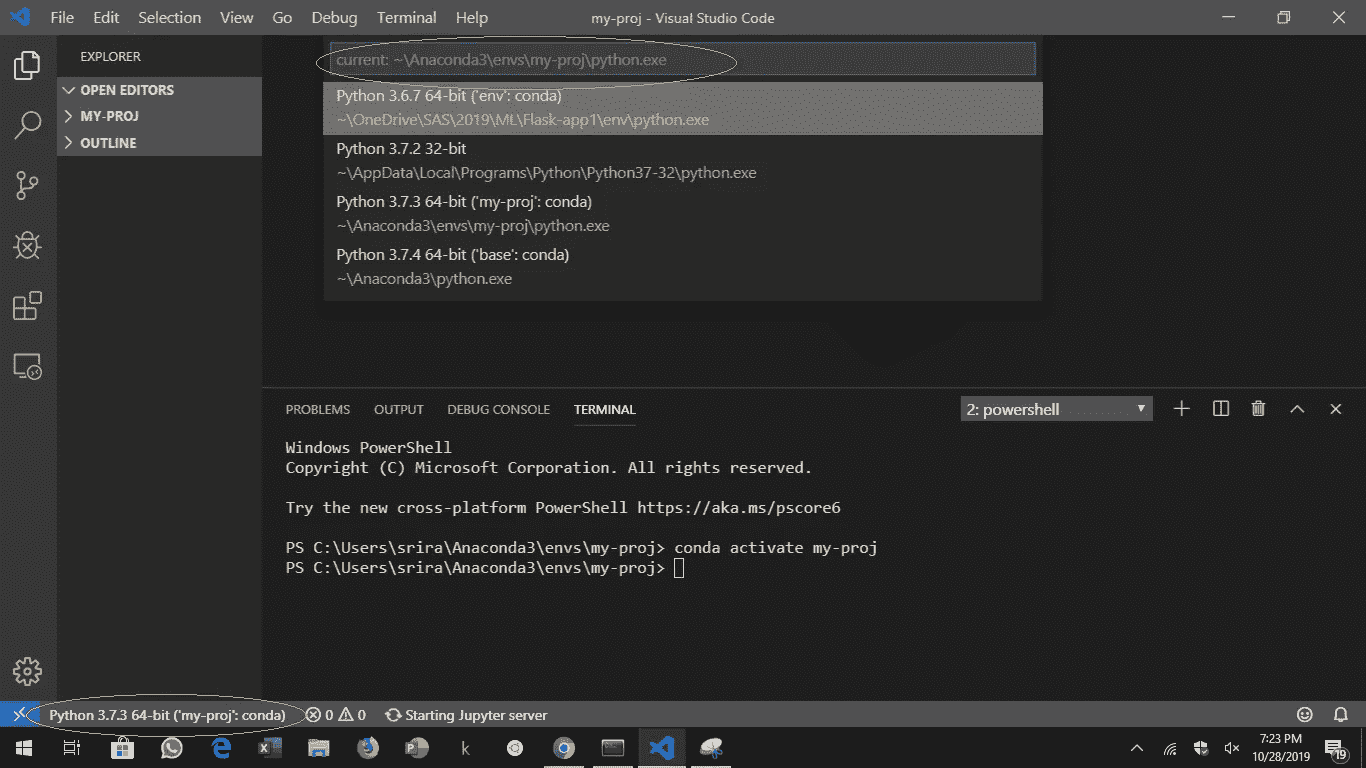 File Edit Selection View Go Debug Terminal Help my-proj - Visual Studio Code
EXPLORER
OPEN EDITORS
MY-PROJ
OUTLINE
current: ~\Anaconda3\envs\my-proj\python.exe
Python 3.6.7 64-bit ('env': conda)
~\OneDrive\SAS\2019\ML\Flask-app1\env\python.exe
Python 3.7.2 32-bit
~\AppData\Local\Programs\Python\Python37-32\python.exe
Python 3.7.3 64-bit ('my-proj': conda)
~\Anaconda3\envs\my-proj\python.exe
Python 3.7.4 64-bit ('base': conda)
~\Anaconda3\python.exe
PROBLEMS OUTPUT DEBUG CONSOLE TERMINAL 2: powershell
Windows PowerShell
Copyright (C) Microsoft Corporation. All rights reserved.
Try the new cross-platform PowerShell https://aka.ms/pscore6
PS C:\Users\srira\Anaconda3\envs\my-proj> conda activate my-proj
PS C:\Users\srira\Anaconda3\envs\my-proj>
Python 3.7.3 64-bit ('my-proj': conda) 0 0 Starting Jupyter server
k
7:23 PM
10/28/2019
19